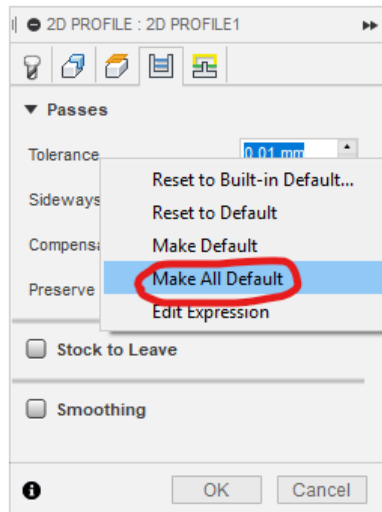 2D PROFILE : 2D PROFILE1
Passes
Tolerance 0.01 mm
Reset to Built-in Default...
Sideways
Reset to Default
Make Default
Make All Default
Preserve
Edit Expression
Stock to Leave
Smoothing
OK Cancel